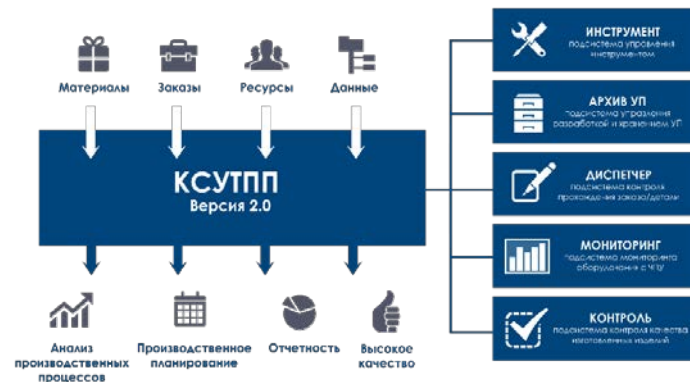 Материалы
Заказы
Ресурсы
Данные
КСУТПП
Версия 2.0
Анализ
производственных
процессов
Производственное
планирование
Отчетность
Высокое
качество
ИНСТРУМЕНТ
подсистема управления
инструментом
АРХИВ УП
подсистема управления
разработкой и хранением УП
ДИСПЕТЧЕР
подсистема контроля
прохождения заказа/детали
МОНИТОРИНГ
подсистема мониторинга
оборудования с ЧПУ
КОНТРОЛЬ
подсистема контроля качества
изготовленных изделий